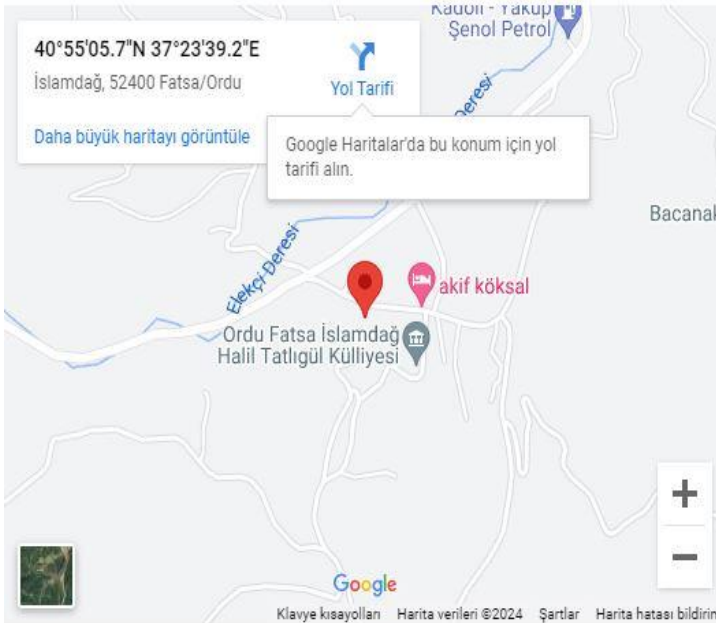 Kadoil - Yakup
Şenol Petrol
40°55'05.7"N 37°23'39.2"E
İslamdağ, 52400 Fatsa/Ordu
Yol Tarifi
Daha büyük haritayı görüntüle
Google Haritalar'da bu konum için yol
tarifi alın.
Deresi
Bacanak
Elekçi Deresi
akif köksal
Ordu Fatsa İslamdağ
Halil Tatlıgül Külliyesi
Google
Klavye kısayolları Harita verileri ©2024 Şartlar Harita hatası bildirin